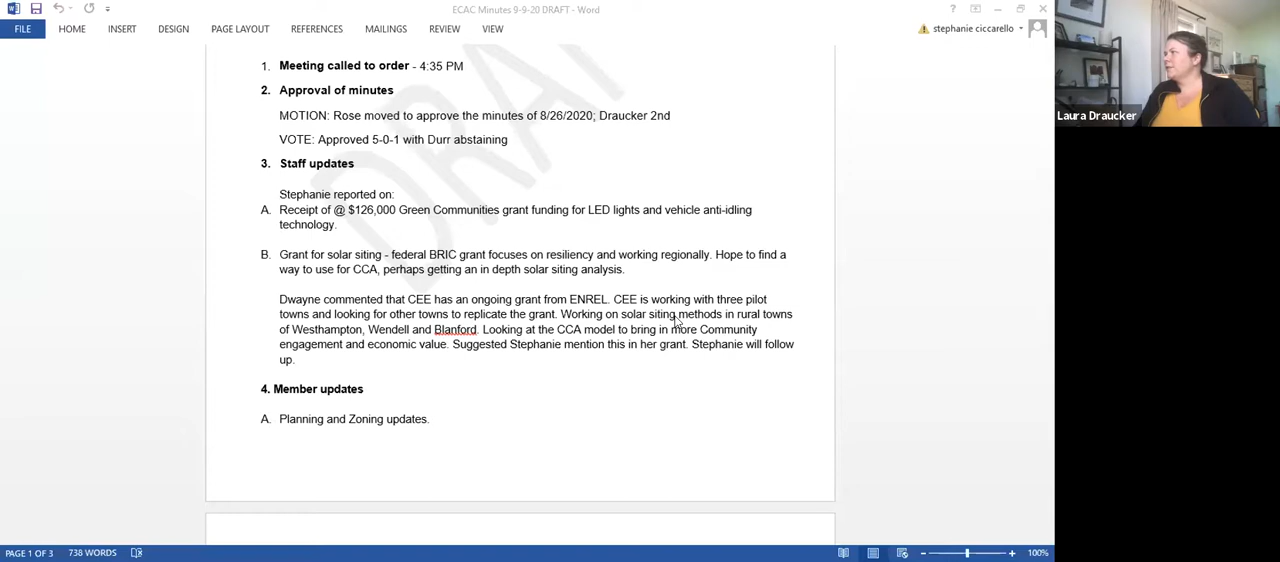 ECAC Minutes 9-9-20 DRAFT - Word
FILE HOME INSERT DESIGN PAGE LAYOUT REFERENCES MAILINGS REVIEW VIEW stephanie ciccarello
DRAFT
1. Meeting called to order - 4:35 PM
2. Approval of minutes
MOTION: Rose moved to approve the minutes of 8/26/2020; Draucker 2nd
VOTE: Approved 5-0-1 with Durr abstaining
3. Staff updates
Stephanie reported on:
A. Receipt of @ $126,000 Green Communities grant funding for LED lights and vehicle anti-idling
technology.
B. Grant for solar siting - federal BRIC grant focuses on resiliency and working regionally. Hope to find a
way to use for CCA, perhaps getting an in depth solar siting analysis.
Dwayne commented that CEE has an ongoing grant from ENREL. CEE is working with three pilot
towns and looking for other towns to replicate the grant. Working on solar siting methods in rural towns
of Westhampton, Wendell and Blanford. Looking at the CCA model to bring in more Community
engagement and economic value. Suggested Stephanie mention this in her grant. Stephanie will follow
up.
4. Member updates
A. Planning and Zoning updates.
PAGE 1 OF 3 738 WORDS 100%
Laura Draucker